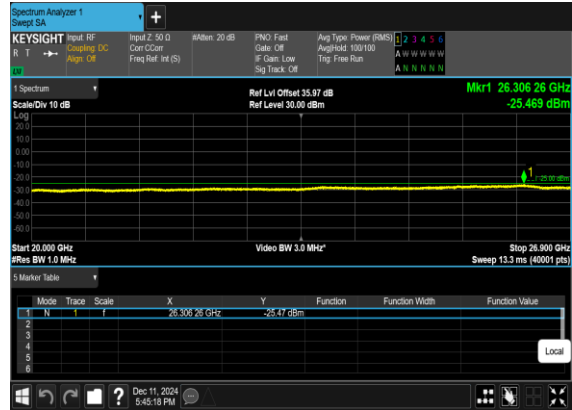 Spectrum Analyzer 1
Swept SA
+
KEYSIGHT
R T
Input: RF
Coupling: DC
Align: Off
Input Z: 50 Ω
Corr CCorr
Freq Ref: Int (S)
#Atten: 20 dB
PNO: Fast
Gate: Off
IF Gain: Low
Sig Track: Off
Avg Type: Power (RMS)
Avg|Hold: 100/100
Trig: Free Run
1 2 3 4 5 6
A W W W W W
A N N N N N
1 Spectrum
Scale/Div 10 dB
Ref Lvl Offset 35.97 dB
Ref Level 30.00 dBm
Mkr1 26.306 26 GHz
-25.469 dBm
Log
20.0
10.0
0.00
-10.0
-20.0
-30.0
-40.0
-50.0
-60.0
1
-25.00 dBm
Start 20.000 GHz
#Res BW 1.0 MHz
Video BW 3.0 MHz*
Stop 26.900 GHz
Sweep 13.3 ms (40001 pts)
5 Marker Table
Mode Trace Scale X Y Function Function Width Function Value
1 N 1 f 26.306 26 GHz -25.47 dBm
2
3
4
5
6
Local
?
Dec 11, 2024
5:45:18 PM